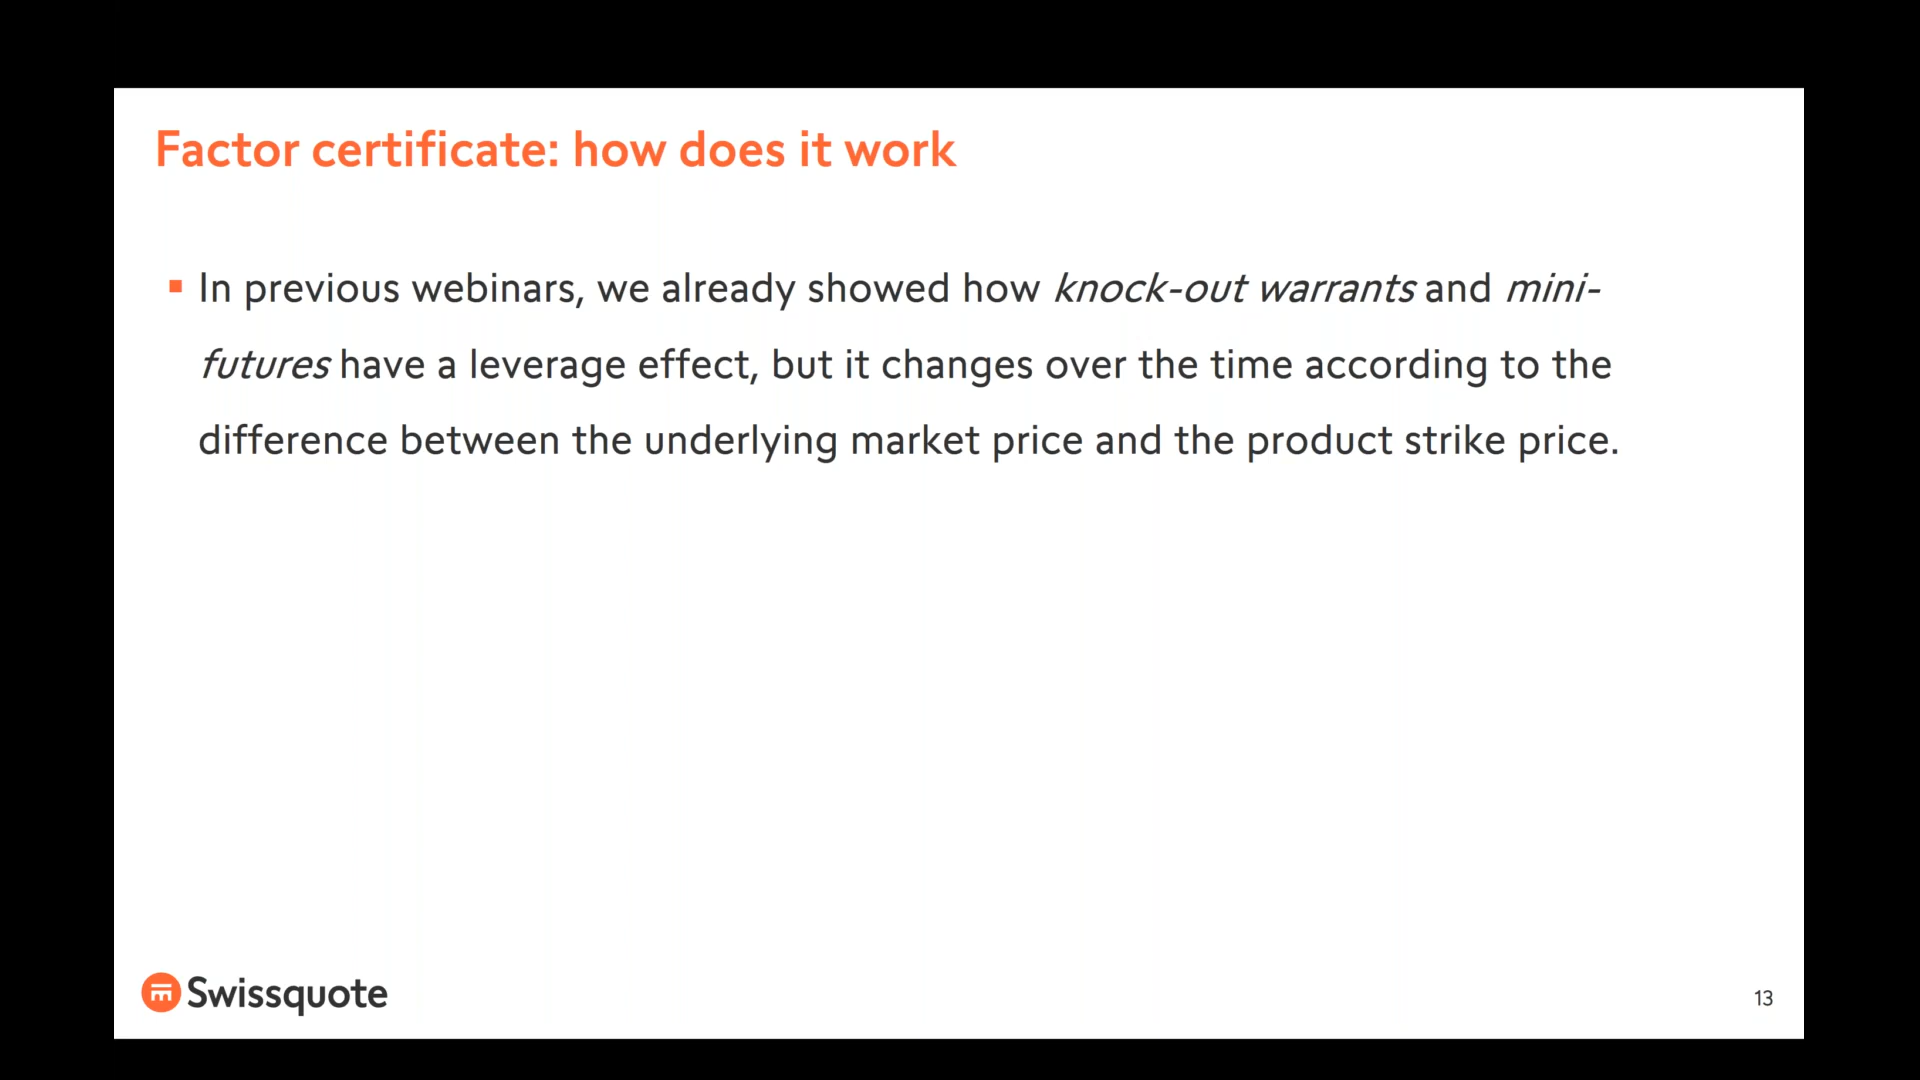 Factor certificate: how does it work
▪ In previous webinars, we already showed how knock-out warrants and mini-
futures have a leverage effect, but it changes over the time according to the
difference between the underlying market price and the product strike price.
Swissquote
13